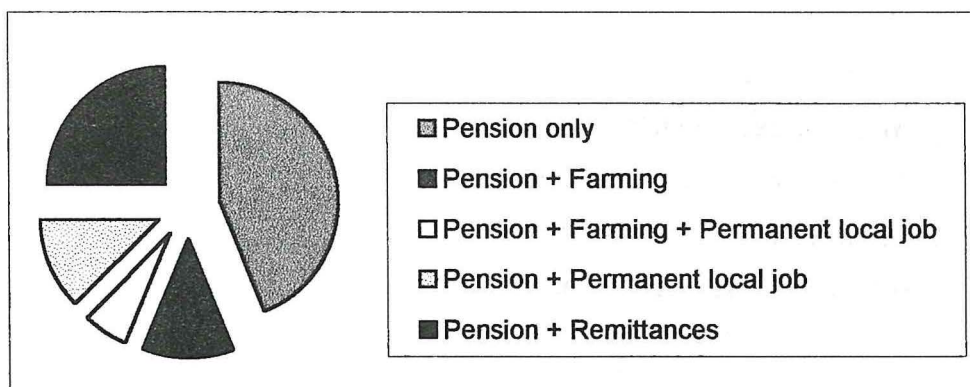 Pension only
Pension + Farming
Pension + Farming + Permanent local job
Pension + Permanent local job
Pension + Remittances